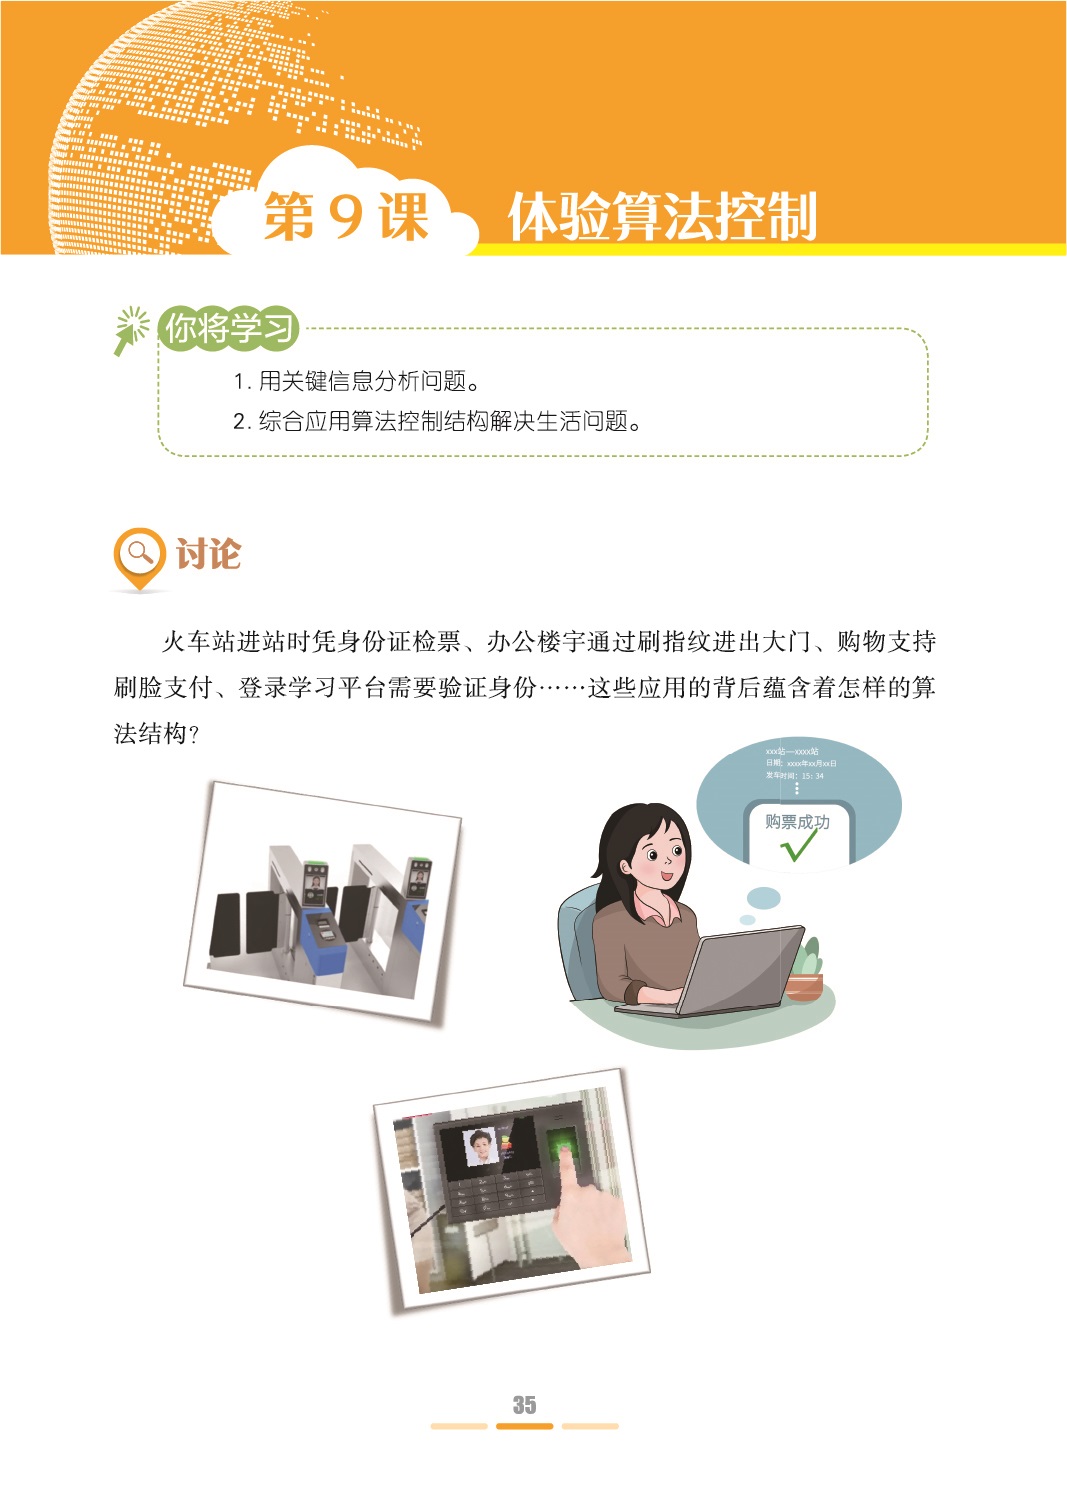 第9课 体验算法控制
你将学习
1. 用关键信息分析问题。
2. 综合应用算法控制结构解决生活问题。
讨论
火车站进站时凭身份证检票、办公楼宇通过刷指纹进出大门、购物支持
刷脸支付、登录学习平台需要验证身份……这些应用的背后蕴含着怎样的算
法结构？
xxx站—xxxx站
日期：xxxx年xx月xx日
发车时间：15：34
购票成功
35